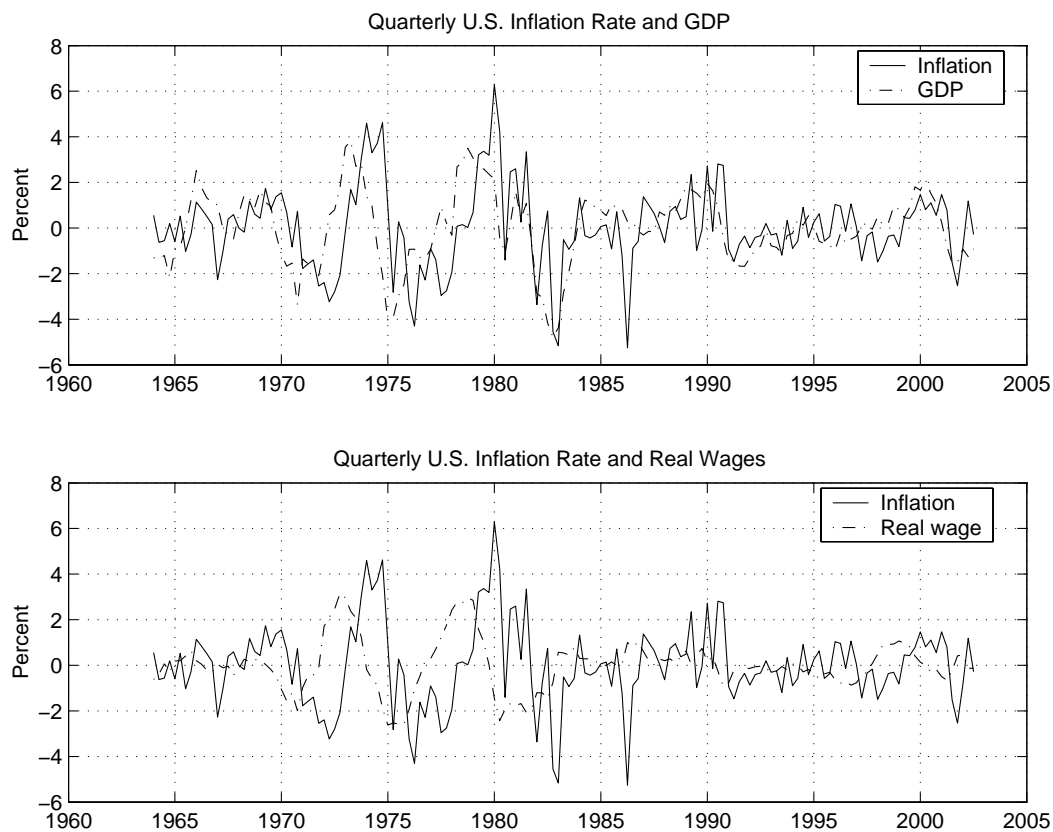 Quarterly U.S. Inflation Rate and GDP
8
6
4
2
0
−2
−4
−6
Percent
Inflation
GDP
1960 1965 1970 1975 1980 1985 1990 1995 2000 2005
Quarterly U.S. Inflation Rate and Real Wages
8
6
4
2
0
−2
−4
−6
Percent
Inflation
Real wage
1960 1965 1970 1975 1980 1985 1990 1995 2000 2005